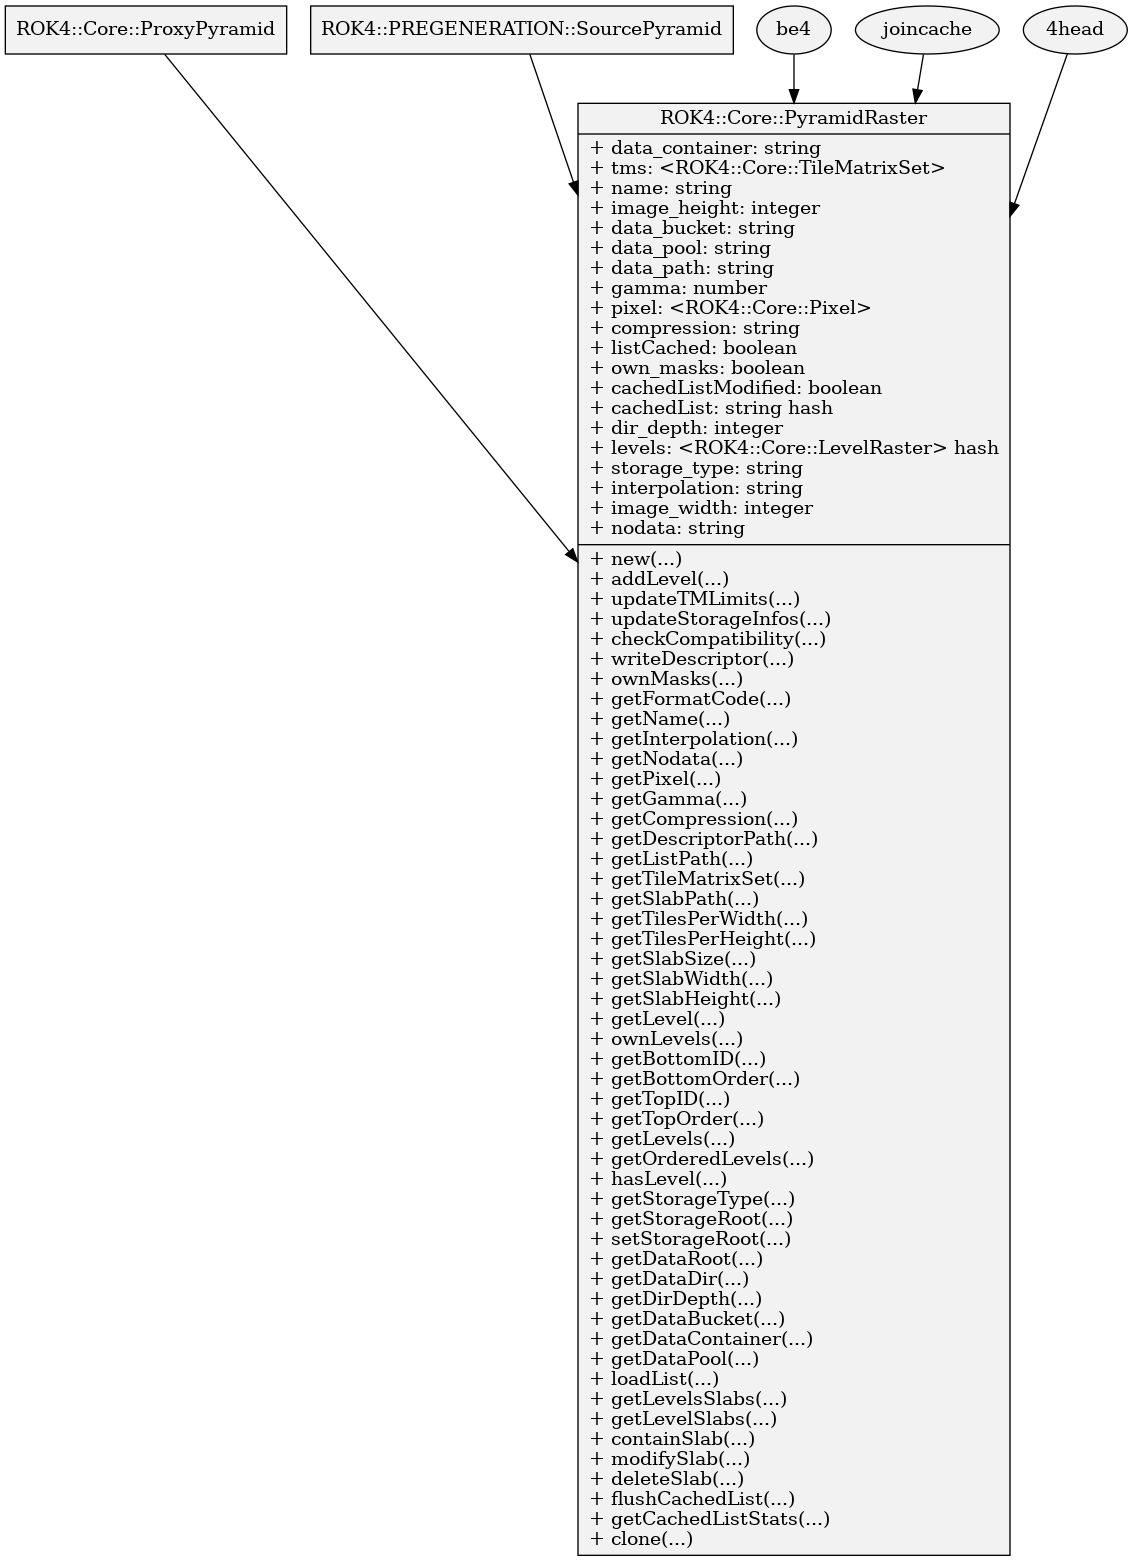 ROK4::Core::ProxyPyramid
ROK4::PREGENERATION::SourcePyramid
be4
joincache
4head
ROK4::Core::PyramidRaster
+ data_container: string
+ tms: <ROK4::Core::TileMatrixSet>
+ name: string
+ image_height: integer
+ data_bucket: string
+ data_pool: string
+ data_path: string
+ gamma: number
+ pixel: <ROK4::Core::Pixel>
+ compression: string
+ listCached: boolean
+ own_masks: boolean
+ cachedListModified: boolean
+ cachedList: string hash
+ dir_depth: integer
+ levels: <ROK4::Core::LevelRaster> hash
+ storage_type: string
+ interpolation: string
+ image_width: integer
+ nodata: string
+ new(...)
+ addLevel(...)
+ updateTMLimits(...)
+ updateStorageInfos(...)
+ checkCompatibility(...)
+ writeDescriptor(...)
+ ownMasks(...)
+ getFormatCode(...)
+ getName(...)
+ getInterpolation(...)
+ getNodata(...)
+ getPixel(...)
+ getGamma(...)
+ getCompression(...)
+ getDescriptorPath(...)
+ getListPath(...)
+ getTileMatrixSet(...)
+ getSlabPath(...)
+ getTilesPerWidth(...)
+ getTilesPerHeight(...)
+ getSlabSize(...)
+ getSlabWidth(...)
+ getSlabHeight(...)
+ getLevel(...)
+ ownLevels(...)
+ getBottomID(...)
+ getBottomOrder(...)
+ getTopID(...)
+ getTopOrder(...)
+ getLevels(...)
+ getOrderedLevels(...)
+ hasLevel(...)
+ getStorageType(...)
+ getStorageRoot(...)
+ setStorageRoot(...)
+ getDataRoot(...)
+ getDataDir(...)
+ getDirDepth(...)
+ getDataBucket(...)
+ getDataContainer(...)
+ getDataPool(...)
+ loadList(...)
+ getLevelsSlabs(...)
+ getLevelSlabs(...)
+ containSlab(...)
+ modifySlab(...)
+ deleteSlab(...)
+ flushCachedList(...)
+ getCachedListStats(...)
+ clone(...)